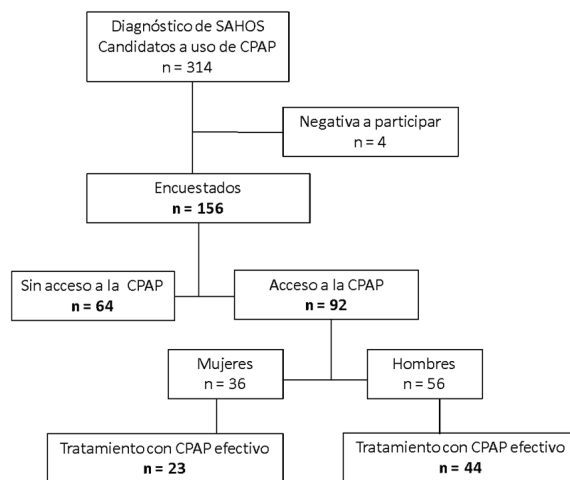 Diagnóstico de SAHOS
Candidatos a uso de CPAP
n = 314
Negativa a participar
n = 4
Encuestados
n = 156
Sin acceso a la CPAP
n = 64
Acceso a la CPAP
n = 92
Mujeres
n = 36
Hombres
n = 56
Tratamiento con CPAP efectivo
n = 23
Tratamiento con CPAP efectivo
n = 44